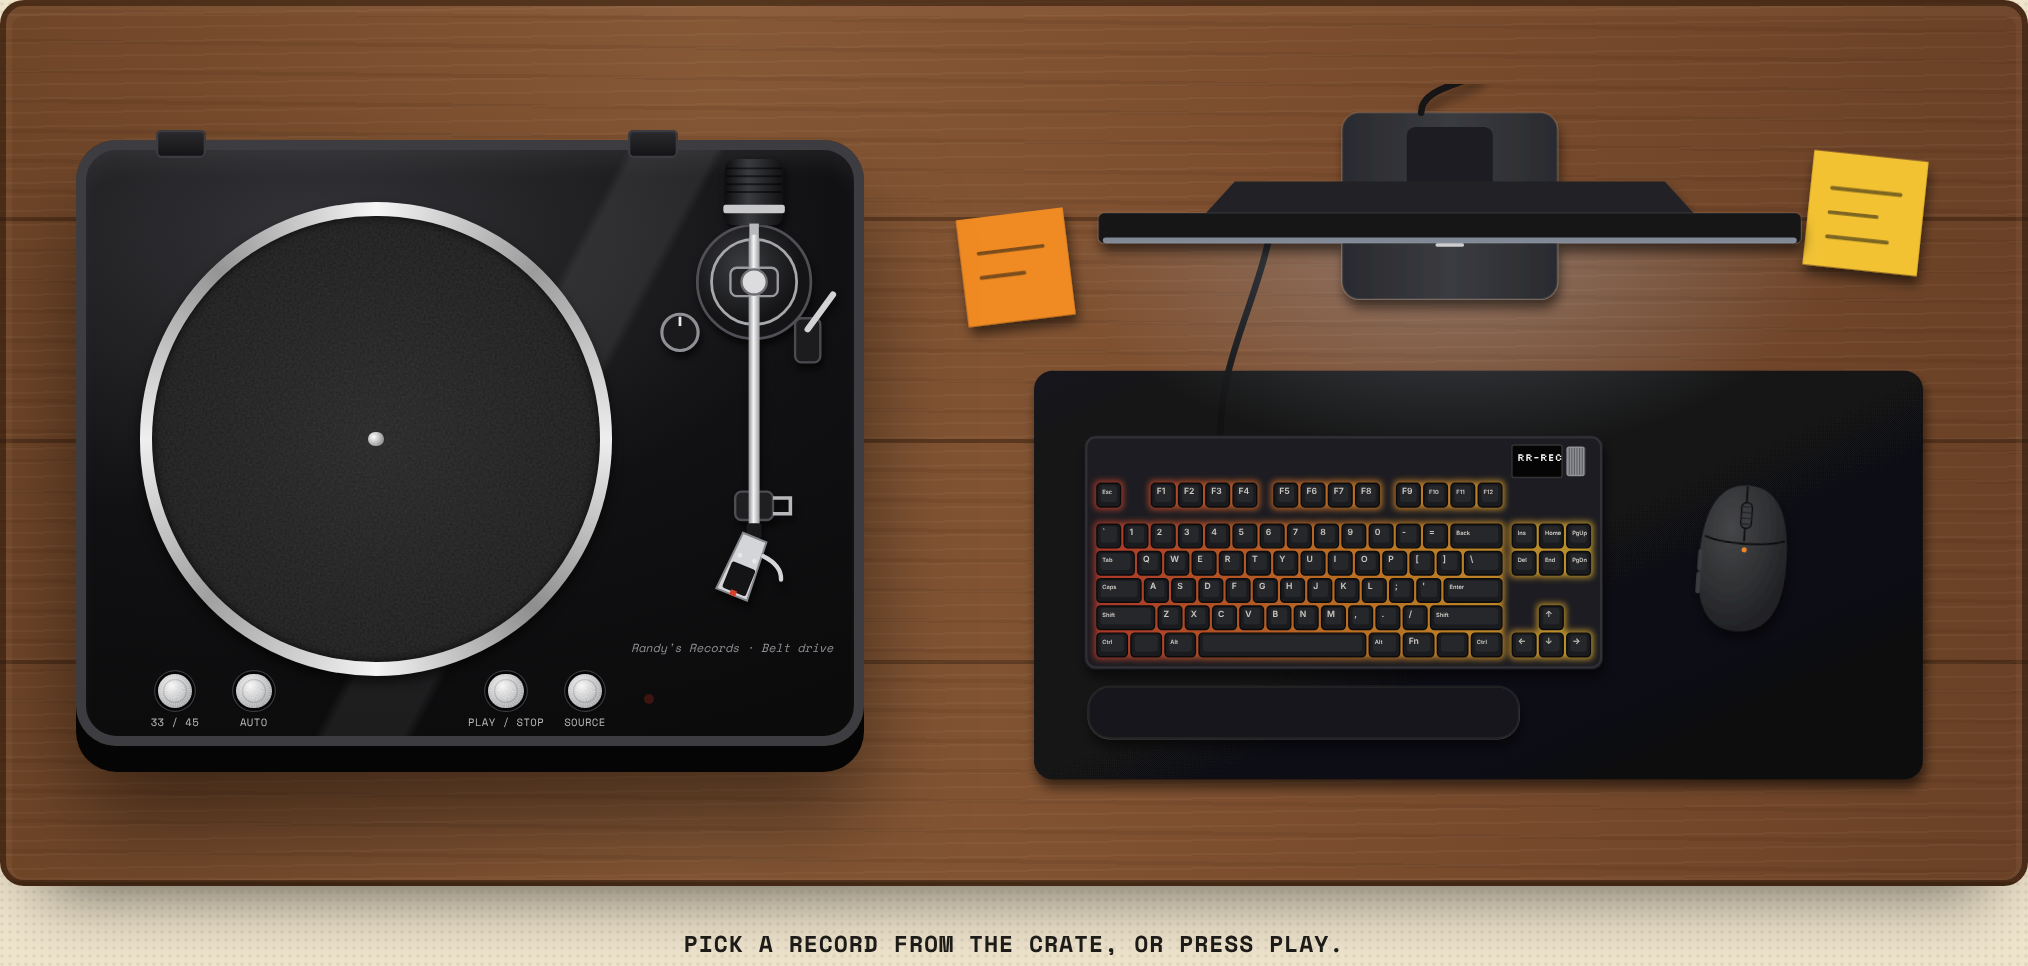 RR-REC
Esc F1 F2 F3 F4 F5 F6 F7 F8 F9 F10 F11 F12
` 1 2 3 4 5 6 7 8 9 0 - = Back Ins Home PgUp
Tab Q W E R T Y U I O P [ ] \ Del End PgDn
Caps A S D F G H J K L ; ' Enter
Shift Z X C V B N M , . / Shift ↑
Ctrl Alt Alt Fn Ctrl ← ↓ →
Randy's Records · Belt drive
33 / 45 AUTO PLAY / STOP SOURCE
PICK A RECORD FROM THE CRATE, OR PRESS PLAY.